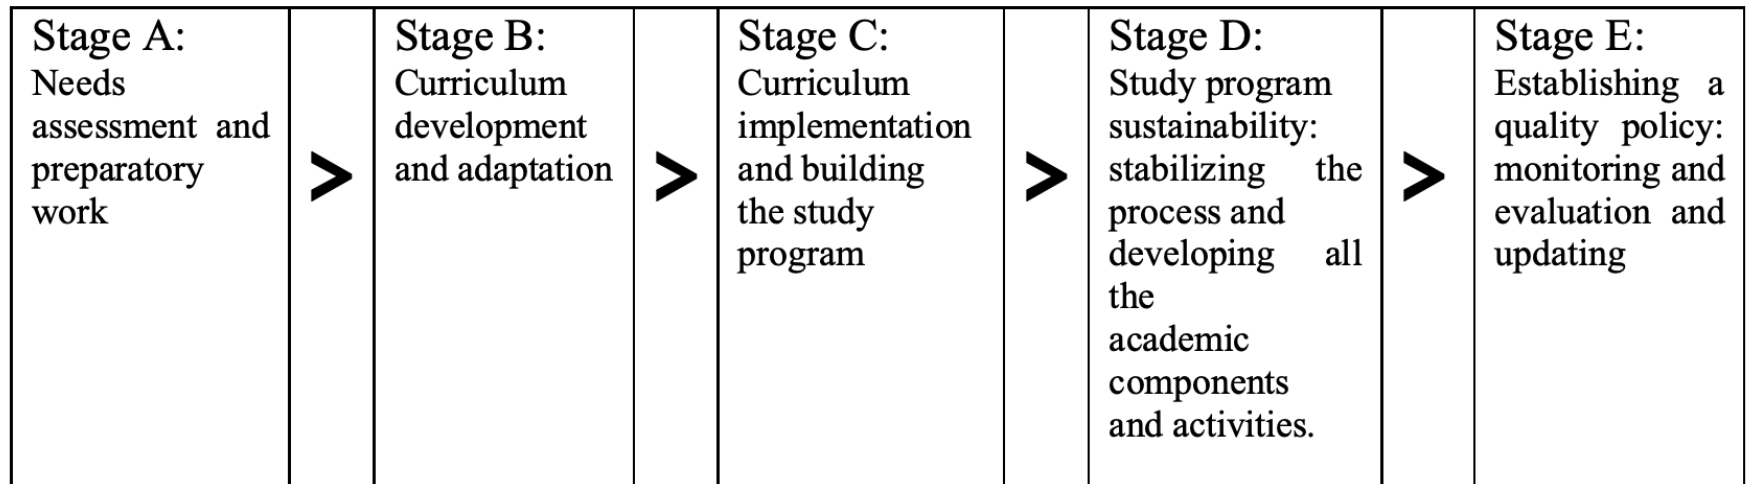 Stage A:
Needs
assessment and
preparatory
work
>
Stage B:
Curriculum
development
and adaptation
>
Stage C:
Curriculum
implementation
and building
the study
program
>
Stage D:
Study program
sustainability:
stabilizing the
process and
developing all
the
academic
components
and activities.
>
Stage E:
Establishing a
quality policy:
monitoring and
evaluation and
updating